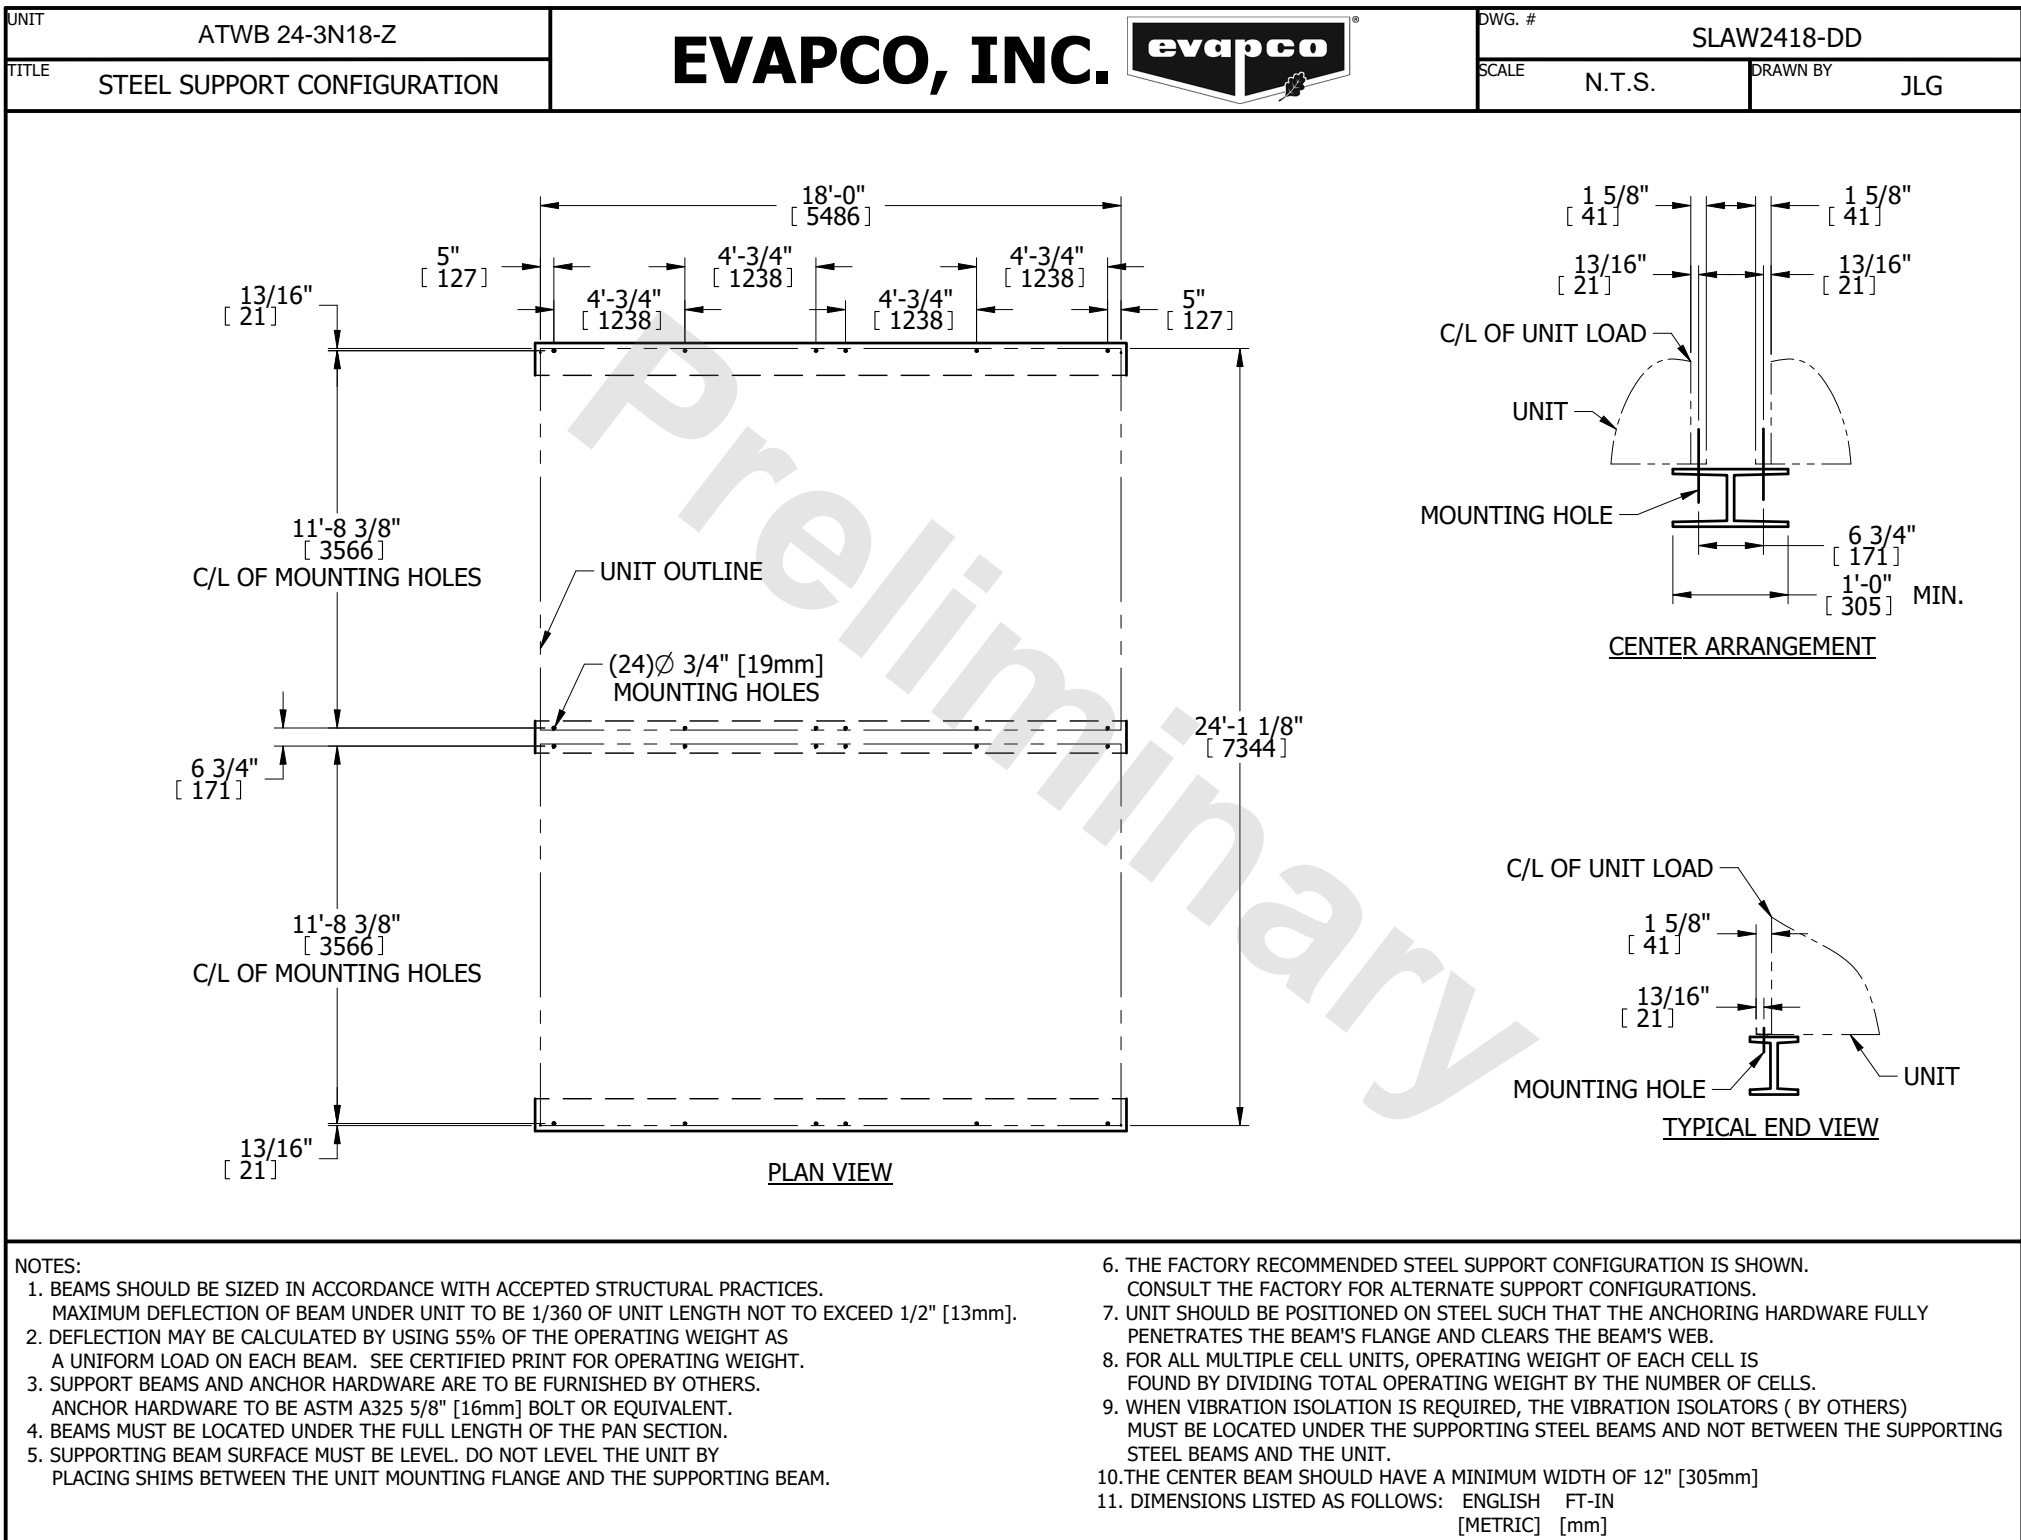 UNIT
ATWB 24-3N18-Z
TITLE
STEEL SUPPORT CONFIGURATION
EVAPCO, INC.
evapco
®
DWG. #
SLAW2418-DD
SCALE
N.T.S.
DRAWN BY
JLG
18'-0"
[ 5486 ]
5"
[ 127 ]
4'-3/4"
[ 1238 ]
4'-3/4"
[ 1238 ]
13/16"
[ 21 ]
4'-3/4"
[ 1238 ]
4'-3/4"
[ 1238 ]
5"
[ 127 ]
11'-8 3/8"
[ 3566 ]
C/L OF MOUNTING HOLES
UNIT OUTLINE
(24)Ø 3/4" [19mm]
MOUNTING HOLES
6 3/4"
[ 171 ]
24'-1 1/8"
[ 7344 ]
11'-8 3/8"
[ 3566 ]
C/L OF MOUNTING HOLES
13/16"
[ 21 ]
PLAN VIEW
Preliminary
1 5/8"
[ 41 ]
1 5/8"
[ 41 ]
13/16"
[ 21 ]
13/16"
[ 21 ]
C/L OF UNIT LOAD
UNIT
MOUNTING HOLE
6 3/4"
[ 171 ]
1'-0"
[ 305 ] MIN.
CENTER ARRANGEMENT
C/L OF UNIT LOAD
1 5/8"
[ 41 ]
13/16"
[ 21 ]
MOUNTING HOLE
UNIT
TYPICAL END VIEW
NOTES:
1. BEAMS SHOULD BE SIZED IN ACCORDANCE WITH ACCEPTED STRUCTURAL PRACTICES.
MAXIMUM DEFLECTION OF BEAM UNDER UNIT TO BE 1/360 OF UNIT LENGTH NOT TO EXCEED 1/2" [13mm].
2. DEFLECTION MAY BE CALCULATED BY USING 55% OF THE OPERATING WEIGHT AS
A UNIFORM LOAD ON EACH BEAM. SEE CERTIFIED PRINT FOR OPERATING WEIGHT.
3. SUPPORT BEAMS AND ANCHOR HARDWARE ARE TO BE FURNISHED BY OTHERS.
ANCHOR HARDWARE TO BE ASTM A325 5/8" [16mm] BOLT OR EQUIVALENT.
4. BEAMS MUST BE LOCATED UNDER THE FULL LENGTH OF THE PAN SECTION.
5. SUPPORTING BEAM SURFACE MUST BE LEVEL. DO NOT LEVEL THE UNIT BY
PLACING SHIMS BETWEEN THE UNIT MOUNTING FLANGE AND THE SUPPORTING BEAM.
6. THE FACTORY RECOMMENDED STEEL SUPPORT CONFIGURATION IS SHOWN.
CONSULT THE FACTORY FOR ALTERNATE SUPPORT CONFIGURATIONS.
7. UNIT SHOULD BE POSITIONED ON STEEL SUCH THAT THE ANCHORING HARDWARE FULLY
PENETRATES THE BEAM'S FLANGE AND CLEARS THE BEAM'S WEB.
8. FOR ALL MULTIPLE CELL UNITS, OPERATING WEIGHT OF EACH CELL IS
FOUND BY DIVIDING TOTAL OPERATING WEIGHT BY THE NUMBER OF CELLS.
9. WHEN VIBRATION ISOLATION IS REQUIRED, THE VIBRATION ISOLATORS ( BY OTHERS)
MUST BE LOCATED UNDER THE SUPPORTING STEEL BEAMS AND NOT BETWEEN THE SUPPORTING
STEEL BEAMS AND THE UNIT.
10.THE CENTER BEAM SHOULD HAVE A MINIMUM WIDTH OF 12" [305mm]
11. DIMENSIONS LISTED AS FOLLOWS: ENGLISH FT-IN
[METRIC] [mm]